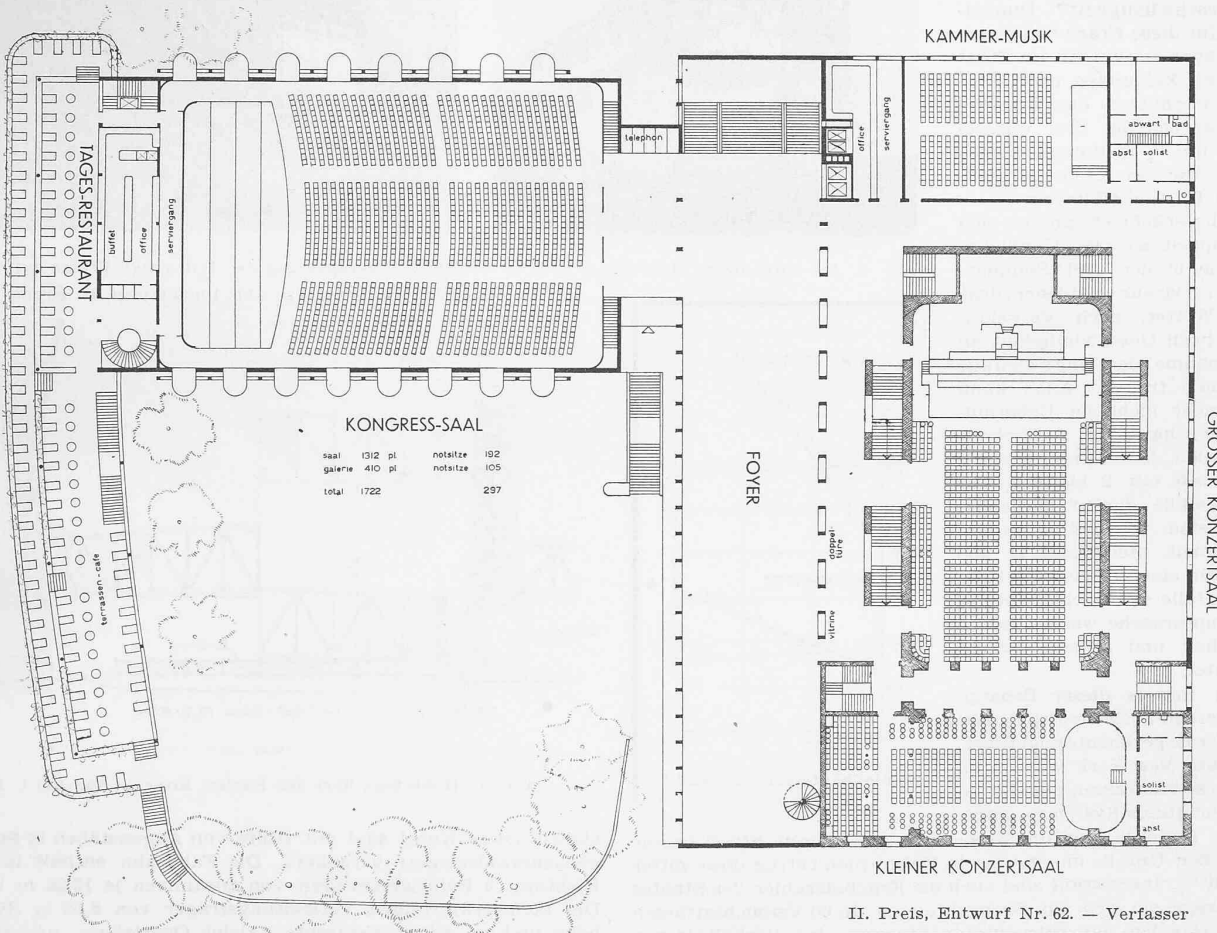 KAMMER-MUSIK
TAGES-RESTAURANT
buffet
office
serviergang
telephon
office
serviergang
abwart
bad
abst
solist
KONGRESS-SAAL
saal 1312 pl notsitze 192
galerie 410 pl notsitze 105
total 1722 297
FOYER
GROSSER KONZERTSAAL
doppel-
türe
vitrine
terrassen-cafe
solist
abst
KLEINER KONZERTSAAL
II. Preis, Entwurf Nr. 62. — Verfasser